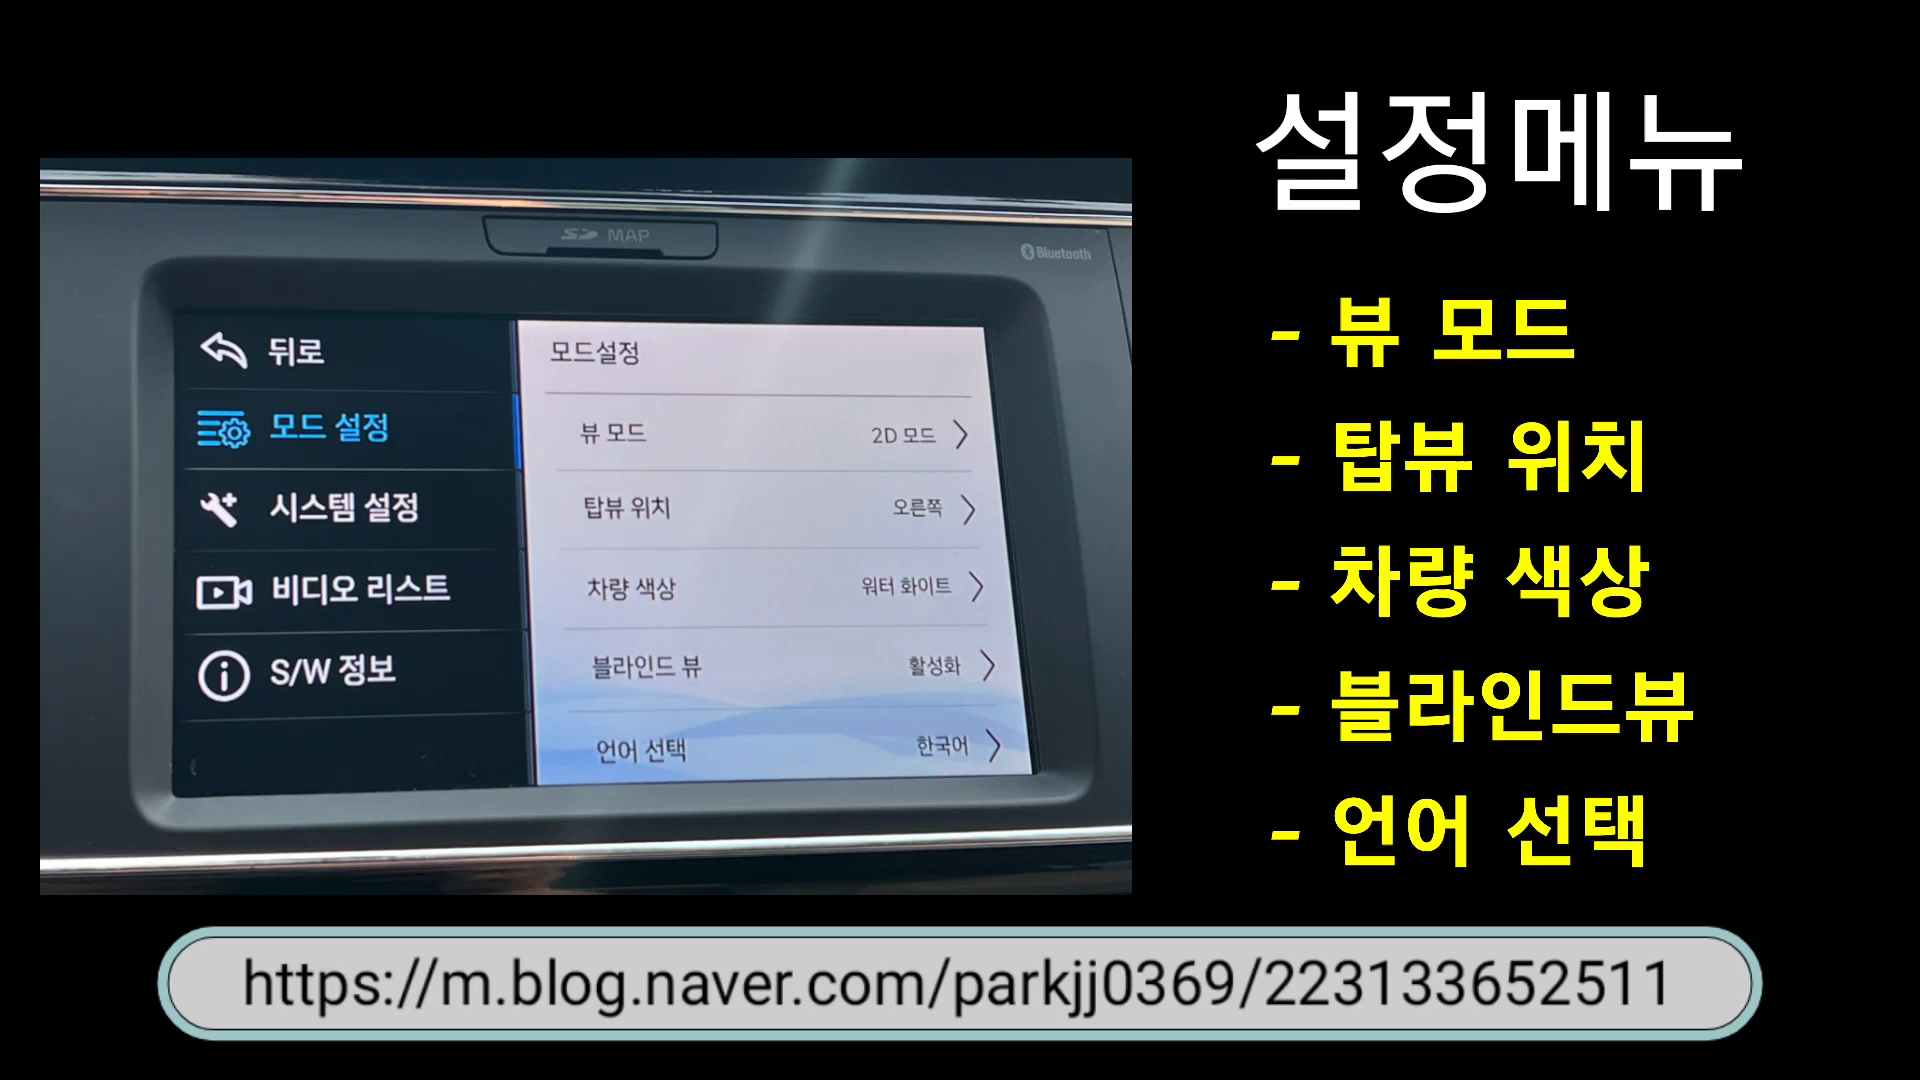 설정메뉴
SD MAP
Bluetooth
뒤로
모드 설정
시스템 설정
비디오 리스트
S/W 정보
모드설정
뷰 모드 2D 모드
탑뷰 위치 오른쪽
차량 색상 워터 화이트
블라인드 뷰 활성화
언어 선택 한국어
- 뷰 모드
- 탑뷰 위치
- 차량 색상
- 블라인드뷰
- 언어 선택
https://m.blog.naver.com/parkjj0369/223133652511